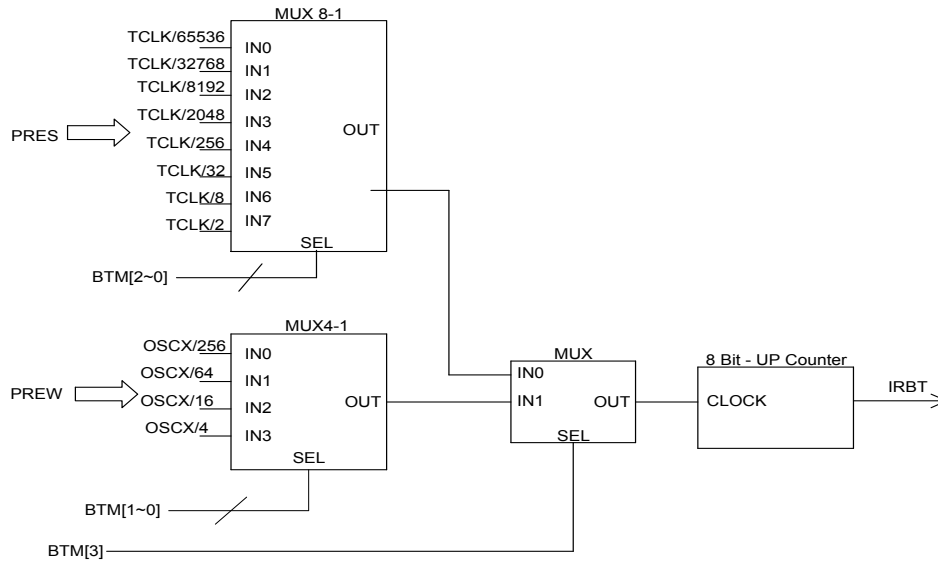 MUX 8-1
TCLK/65536
IN0
TCLK/32768
IN1
TCLK/8192
IN2
TCLK/2048
IN3
PRES
OUT
TCLK/256
IN4
TCLK/32
IN5
TCLK/8
IN6
TCLK/2
IN7
SEL
BTM[2~0]
MUX4-1
OSCX/256
IN0
OSCX/64
IN1
PREW
OSCX/16
IN2
OUT
OSCX/4
IN3
SEL
BTM[1~0]
MUX
IN0
IN1
OUT
SEL
BTM[3]
8 Bit - UP Counter
CLOCK
IRBT